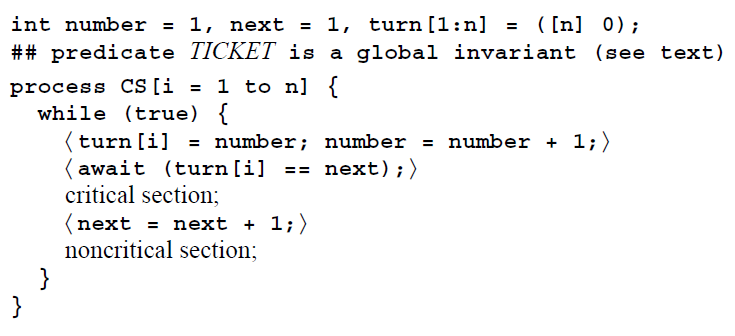 int number = 1, next = 1, turn[1:n] = ([n] 0);
## predicate TICKET is a global invariant (see text)
process CS[i = 1 to n] {
while (true) {
⟨turn[i] = number; number = number + 1;⟩
⟨await (turn[i] == next);⟩
critical section;
⟨next = next + 1;⟩
noncritical section;
}
}